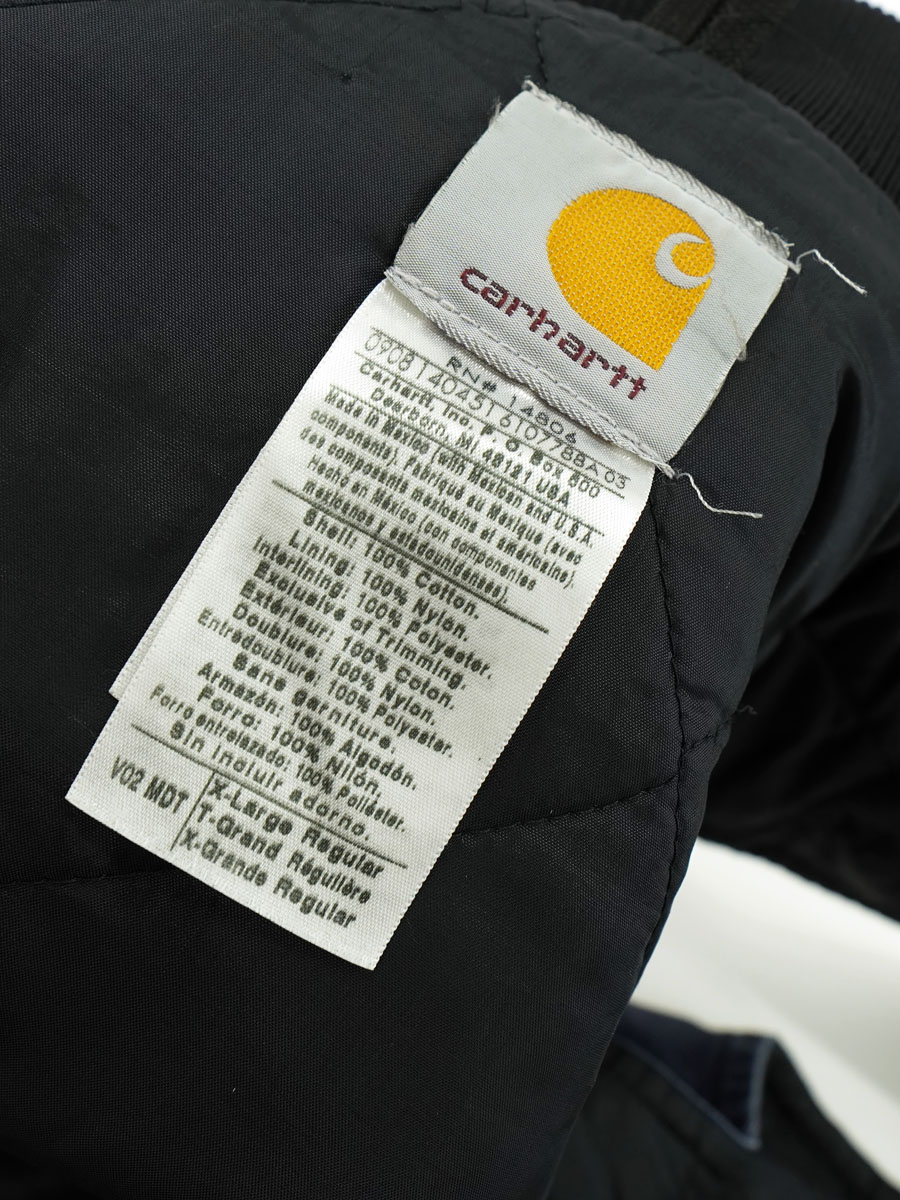 carhartt
RN# 14806
0908140451610778BA 03
Carhartt, Inc. P. O. Box 600
Dearborn, MI 48121 USA
Made in Mexico (with Mexican and U.S.A.
components). Fabriqué au Mexique (avec
des composants mexicains et américains).
Hecho en México (con componentes
mexicanos y estadounidenses).
Shell: 100% Cotton.
Lining: 100% Nylon.
Interlining: 100% Polyester.
Exclusive of Trimming.
Extérieur: 100% Coton.
Doublure: 100% Nylon.
Entredoublure: 100% Polyester.
Sans garniture.
Armazón: 100% Algodón.
Forro: 100% Nilón.
Forro entrelazado: 100% Poliéster.
Sin incluir adorno.
V02 MDT
X-Large Regular
T-Grand Régulière
X-Grande Regular